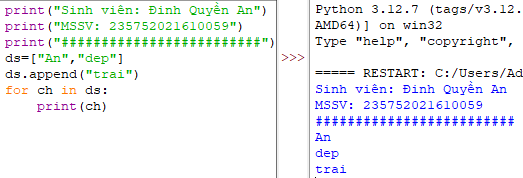 print("Sinh viên: Đinh Quyền An")
print("MSSV: 235752021610059")
print("#########################")
ds=["An","dep"]
ds.append("trai")
for ch in ds:
    print(ch)
>>>
Python 3.12.7 (tags/v3.12.
AMD64)] on win32
Type "help", "copyright",
===== RESTART: C:/Users/Ad
Sinh viên: Đinh Quyền An
MSSV: 235752021610059
#########################
An
dep
trai